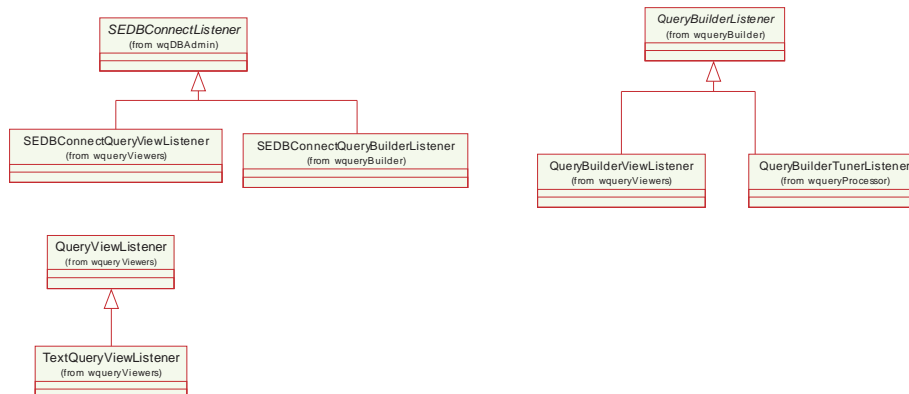 SEDBConnectListener
(from wqDBAdmin)
QueryBuilderListener
(from wqueryBuilder)
SEDBConnectQueryViewListener
(from wqueryViewers)
SEDBConnectQueryBuilderListener
(from wqueryBuilder)
QueryBuilderViewListener
(from wqueryViewers)
QueryBuilderTunerListener
(from wqueryProcessor)
QueryViewListener
(from wqueryViewers)
TextQueryViewListener
(from wqueryViewers)